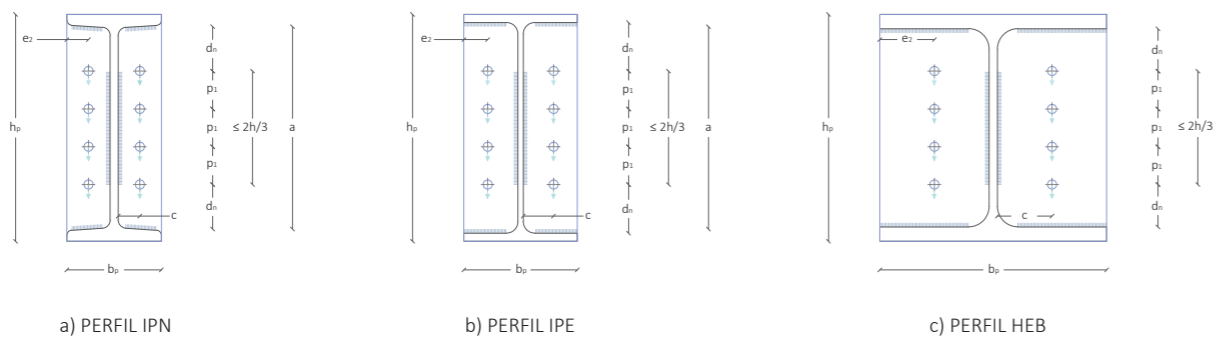 e₂
hₚ
dₙ
p₁
p₁
p₁
dₙ
≤ 2h/3
a
c
bₚ
a) PERFIL IPN
e₂
hₚ
dₙ
p₁
p₁
p₁
dₙ
≤ 2h/3
a
c
bₚ
b) PERFIL IPE
e₂
hₚ
dₙ
p₁
p₁
p₁
dₙ
≤ 2h/3
c
bₚ
c) PERFIL HEB